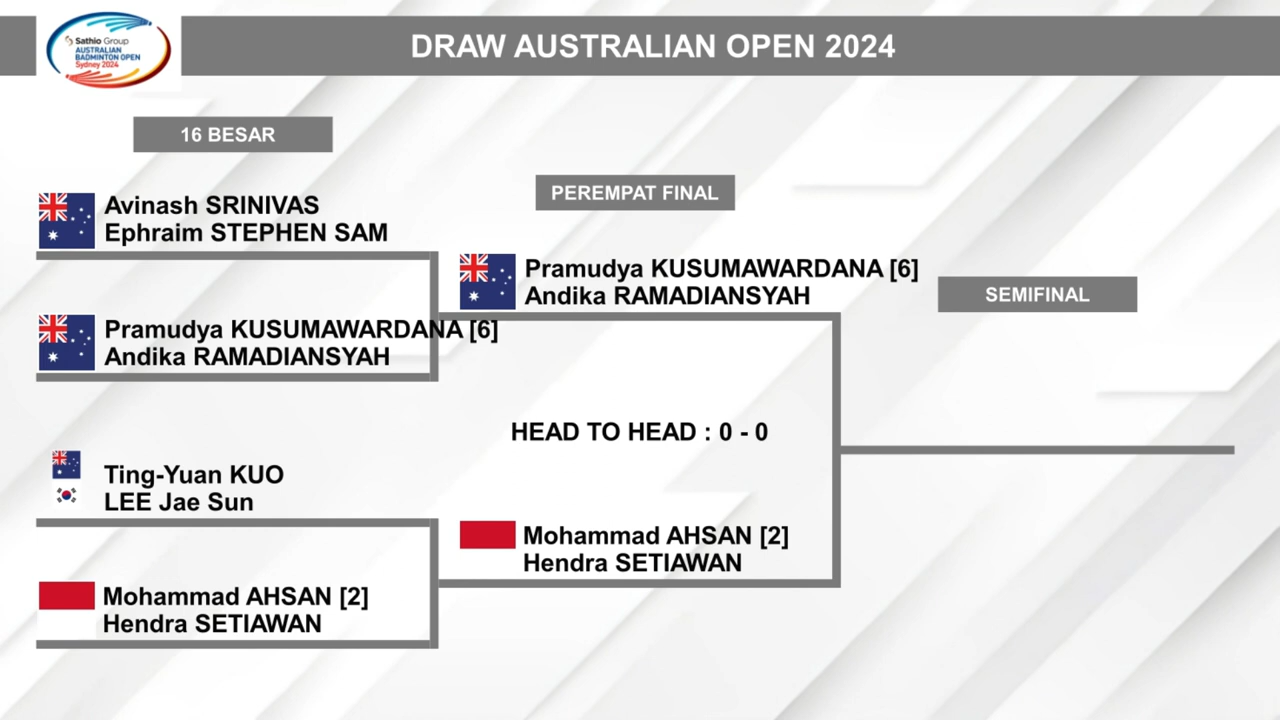 Sathio Group
AUSTRALIAN
BADMINTON OPEN
Sydney 2024
DRAW AUSTRALIAN OPEN 2024
16 BESAR
Avinash SRINIVAS
Ephraim STEPHEN SAM
Pramudya KUSUMAWARDANA [6]
Andika RAMADIANSYAH
Ting-Yuan KUO
LEE Jae Sun
Mohammad AHSAN [2]
Hendra SETIAWAN
PEREMPAT FINAL
Pramudya KUSUMAWARDANA [6]
Andika RAMADIANSYAH
HEAD TO HEAD : 0 - 0
Mohammad AHSAN [2]
Hendra SETIAWAN
SEMIFINAL